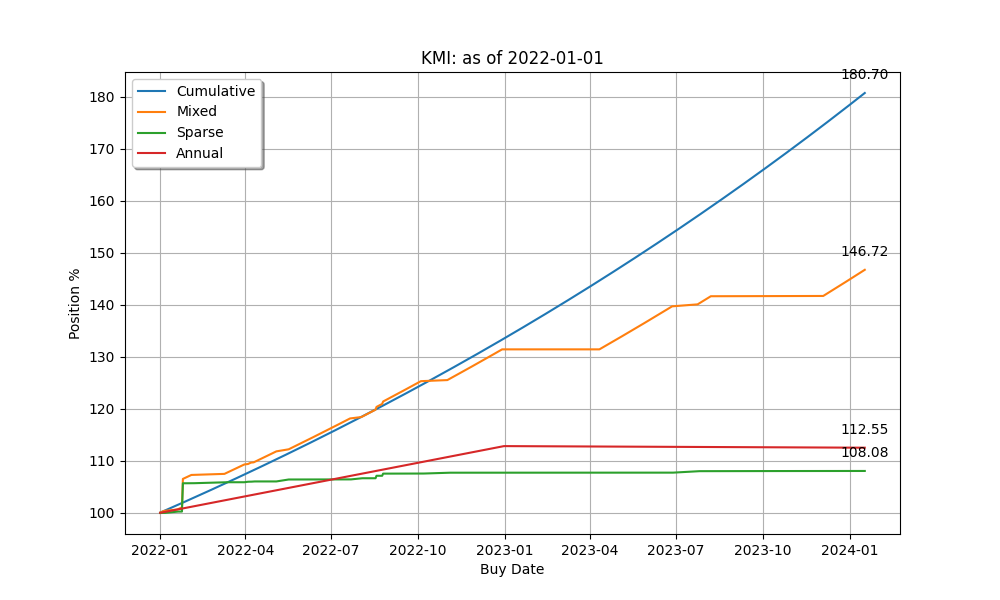 KMI: as of 2022-01-01
180.70
Cumulative
Mixed
Sparse
Annual
180
170
160
150
140
130
120
110
100
146.72
112.55
108.08
Position %
2022-01 2022-04 2022-07 2022-10 2023-01 2023-04 2023-07 2023-10 2024-01
Buy Date